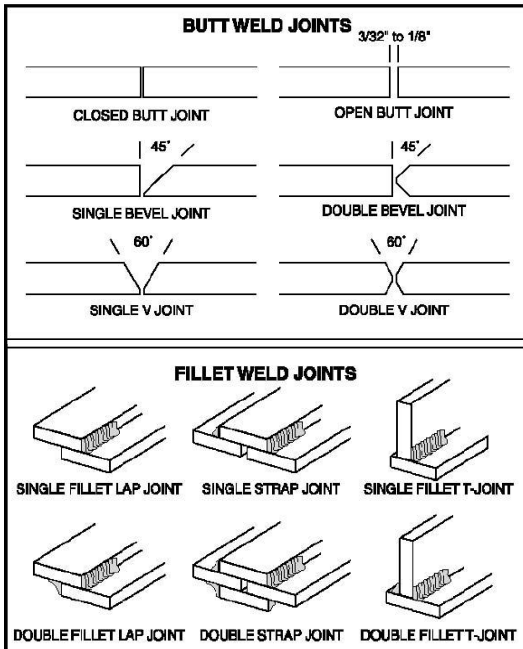 BUTT WELD JOINTS
3/32" to 1/8"
CLOSED BUTT JOINT
OPEN BUTT JOINT
45°
45°
SINGLE BEVEL JOINT
DOUBLE BEVEL JOINT
60°
60°
SINGLE V JOINT
DOUBLE V JOINT
FILLET WELD JOINTS
SINGLE FILLET LAP JOINT
SINGLE STRAP JOINT
SINGLE FILLET T-JOINT
DOUBLE FILLET LAP JOINT
DOUBLE STRAP JOINT
DOUBLE FILLET T-JOINT